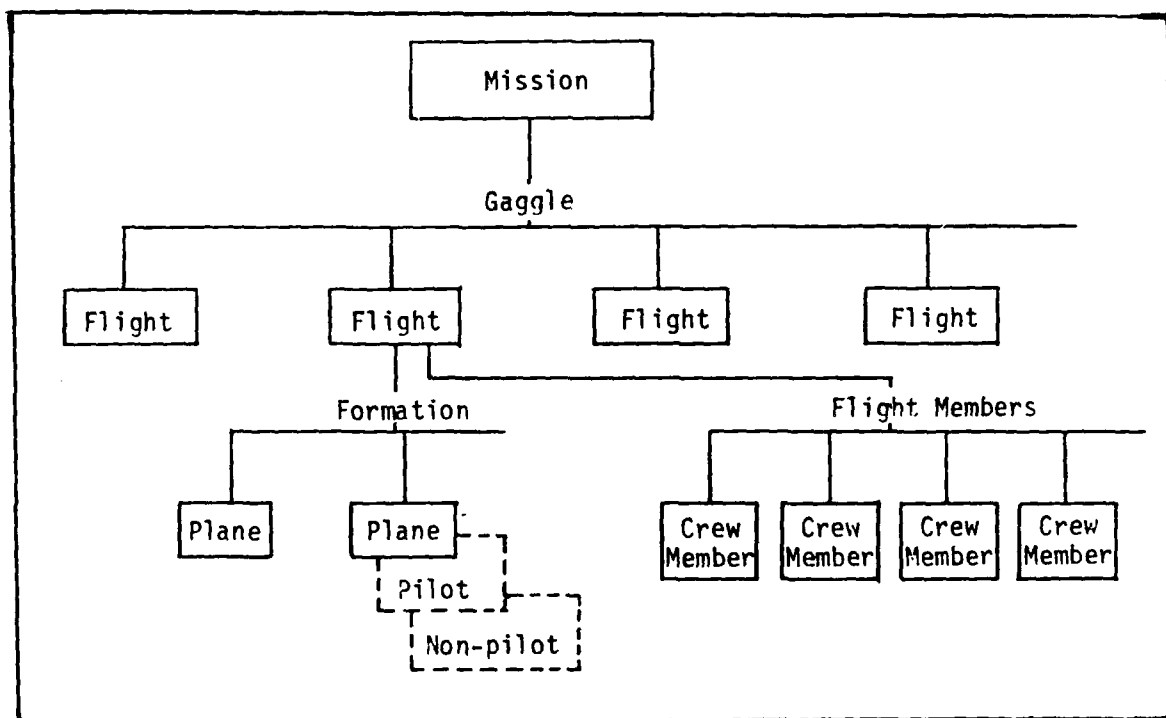 Mission
Gaggle
Flight
Flight
Flight
Flight
Formation
Flight Members
Plane
Plane
Crew
Member
Crew
Member
Crew
Member
Crew
Member
Pilot
Non-pilot